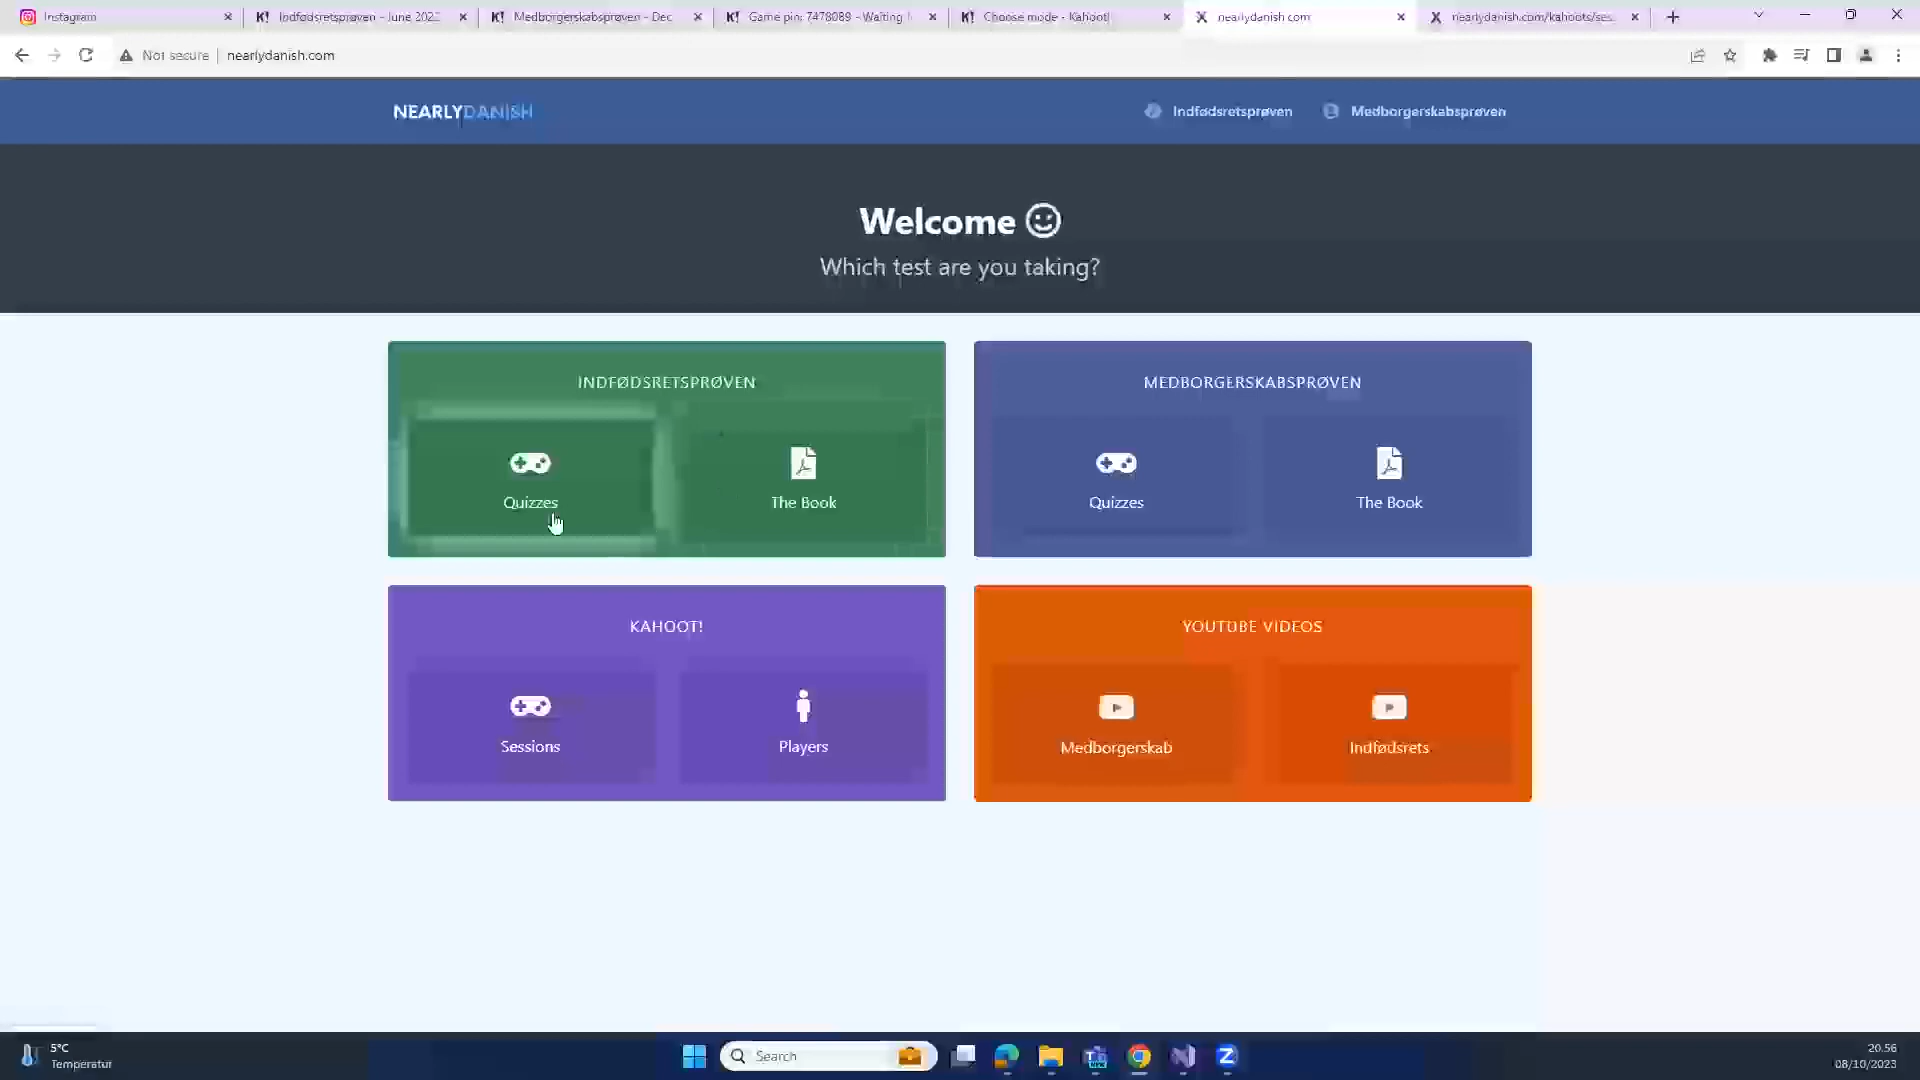 Instagram
Indfødsretsprøven - June 202
Medborgerskabsprøven - Dec
Game pin: 7478089 - Waiting
Choose mode - Kahoot!
nearlydanish.com
nearlydanish.com/kahoots/ses
Not secure
nearlydanish.com
NEARLYDANISH
Indfødsretsprøven
Medborgerskabsprøven
Welcome
Which test are you taking?
INDFØDSRETSPRØVEN
Quizzes
The Book
MEDBORGERSKABSPRØVEN
Quizzes
The Book
KAHOOT!
Sessions
Players
YOUTUBE VIDEOS
Medborgerskab
Indfødsrets
5°C
Temperatur
Search
20.56
08/10/2023